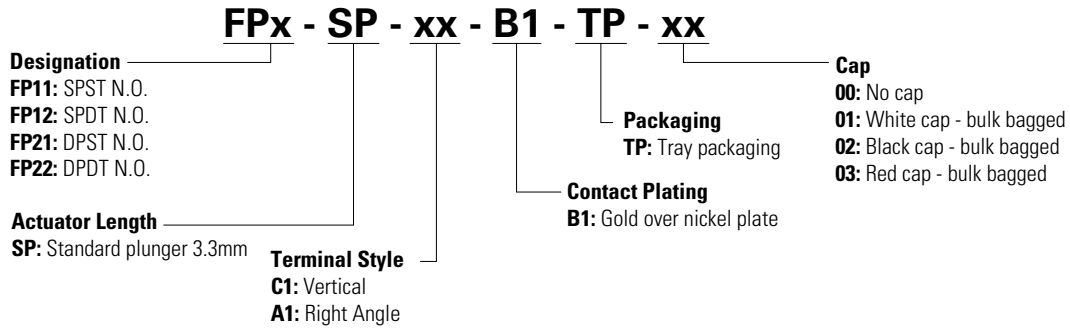 FPx - SP - xx - B1 - TP - xx
Designation
FP11: SPST N.O.
FP12: SPDT N.O.
FP21: DPST N.O.
FP22: DPDT N.O.
Actuator Length
SP: Standard plunger 3.3mm
Terminal Style
C1: Vertical
A1: Right Angle
Contact Plating
B1: Gold over nickel plate
Packaging
TP: Tray packaging
Cap
00: No cap
01: White cap - bulk bagged
02: Black cap - bulk bagged
03: Red cap - bulk bagged